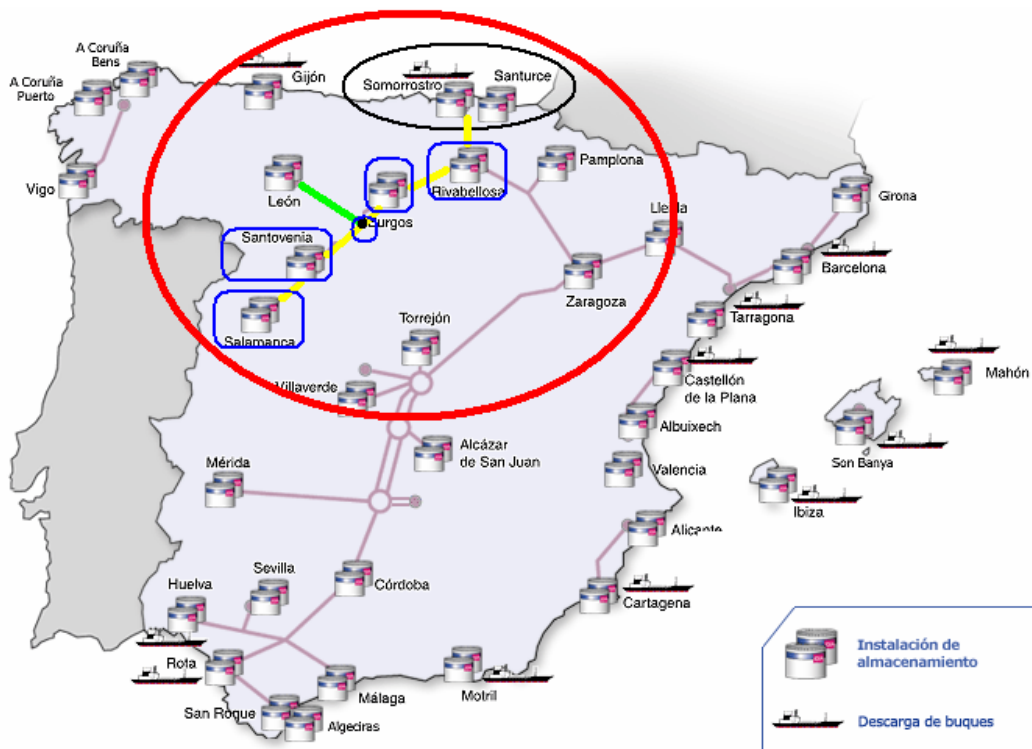 A Coruña
Bens
A Coruña
Puerto
Gijón
Somorrostro
Santurce
Vigo
León
Burgos
Rivabellosa
Pamplona
Santovenia
Lleida
Girona
Zaragoza
Barcelona
Tarragona
Salamanca
Torrejón
Villaverde
Castellón
de la Plana
Mahón
Albuixech
Alcázar
de San Juan
Mérida
Valencia
Son Banya
Ibiza
Alicante
Huelva
Sevilla
Córdoba
Cartagena
Rota
Málaga
Motril
San Roque
Algeciras
Instalación de
almacenamiento
Descarga de buques